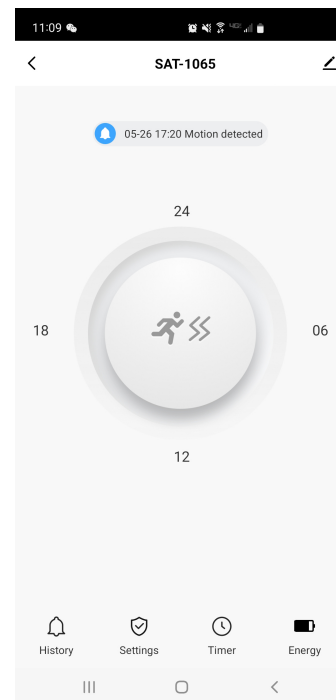 11:09
SAT-1065
05-26 17:20 Motion detected
24
18
06
12
History
Settings
Timer
Energy